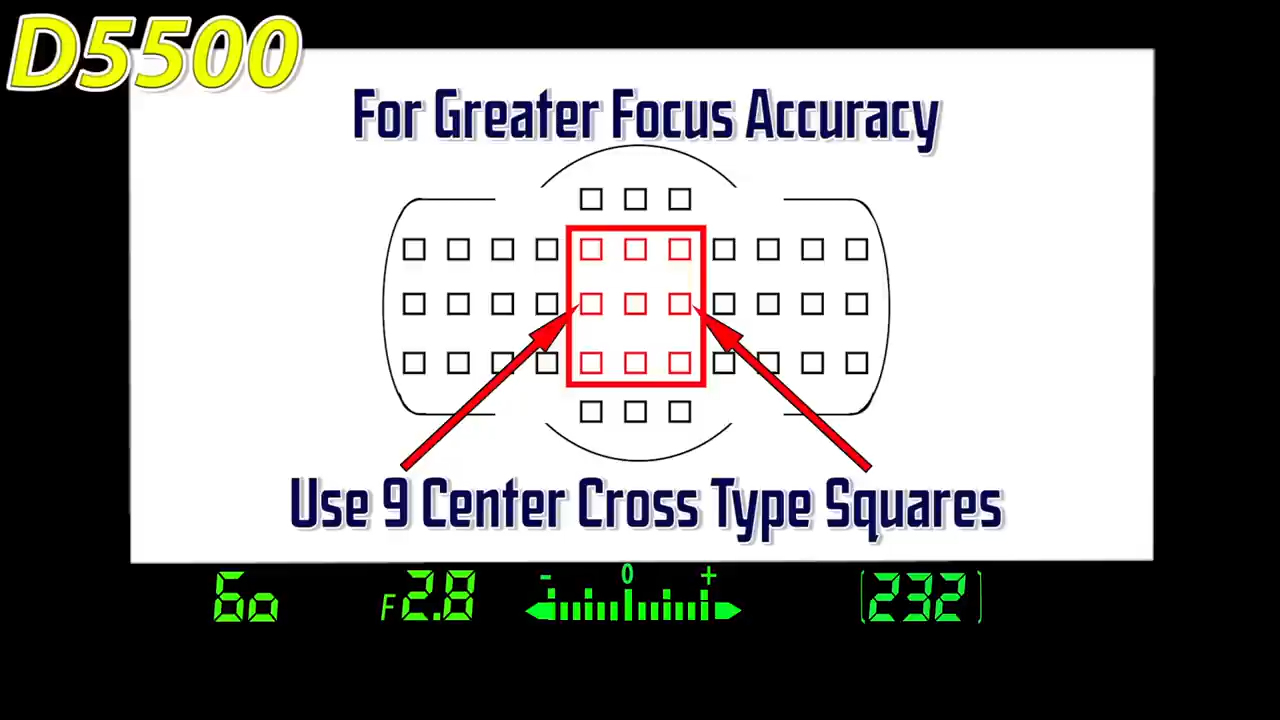 D5500
For Greater Focus Accuracy
Use 9 Center Cross Type Squares
- 0 +
60 F2.8 [232]